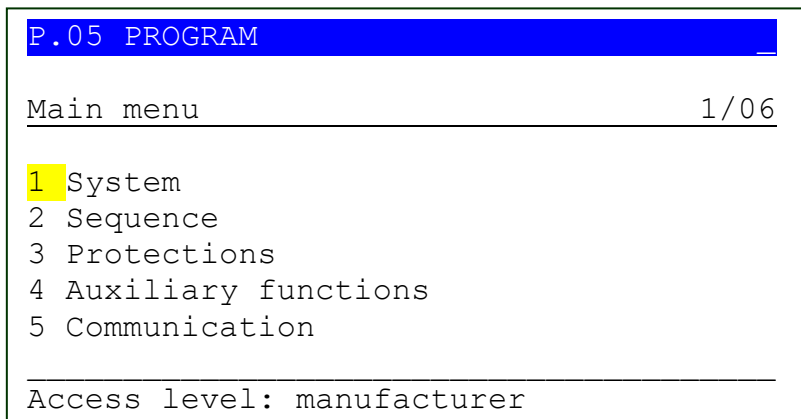 P.05 PROGRAM _
Main menu 1/06
1 System
2 Sequence
3 Protections
4 Auxiliary functions
5 Communication
Access level: manufacturer